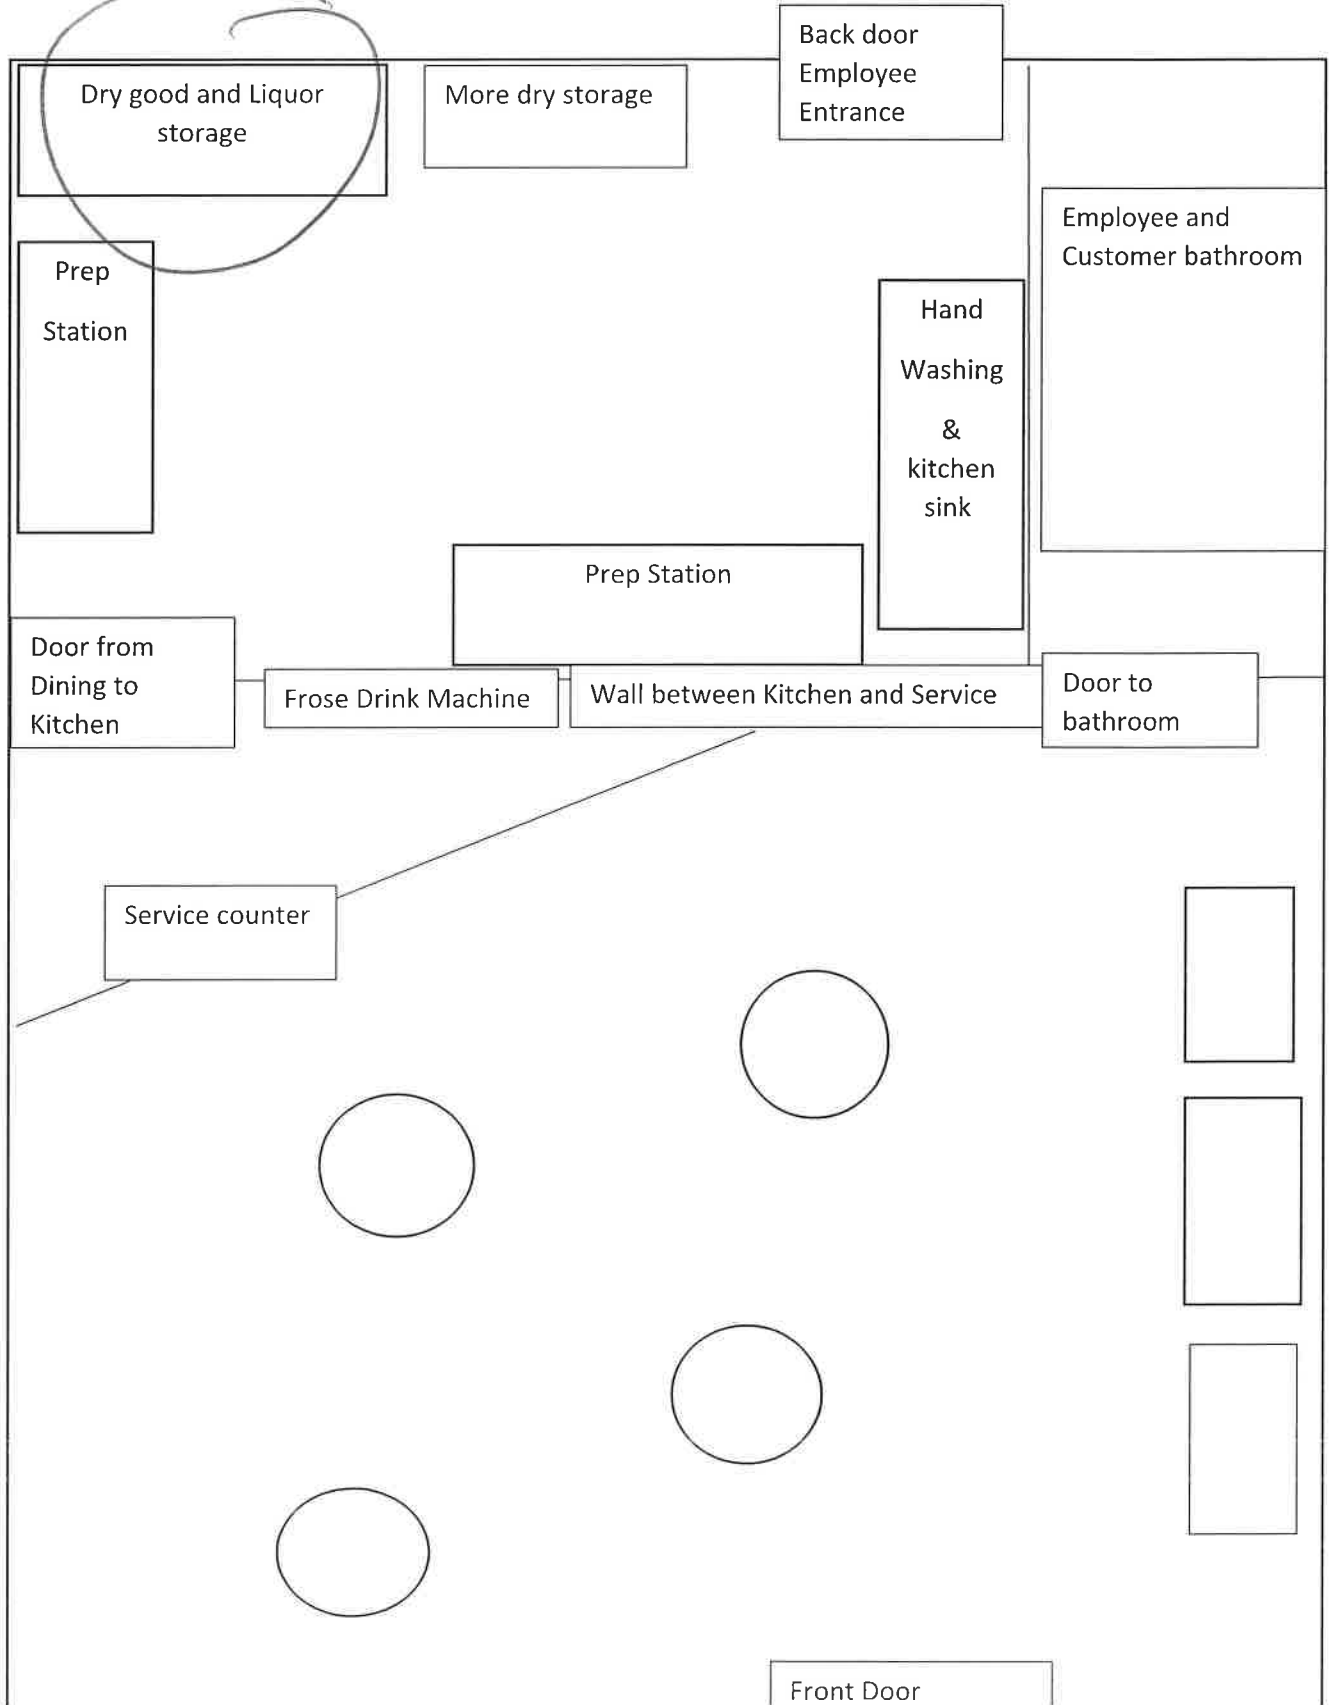 Back door
Employee
Entrance
Dry good and Liquor
storage
More dry storage
Employee and
Customer bathroom
Prep
Station
Hand
Washing
&
kitchen
sink
Prep Station
Door from
Dining to
Kitchen
Frose Drink Machine
Wall between Kitchen and Service
Door to
bathroom
Service counter
Front Door